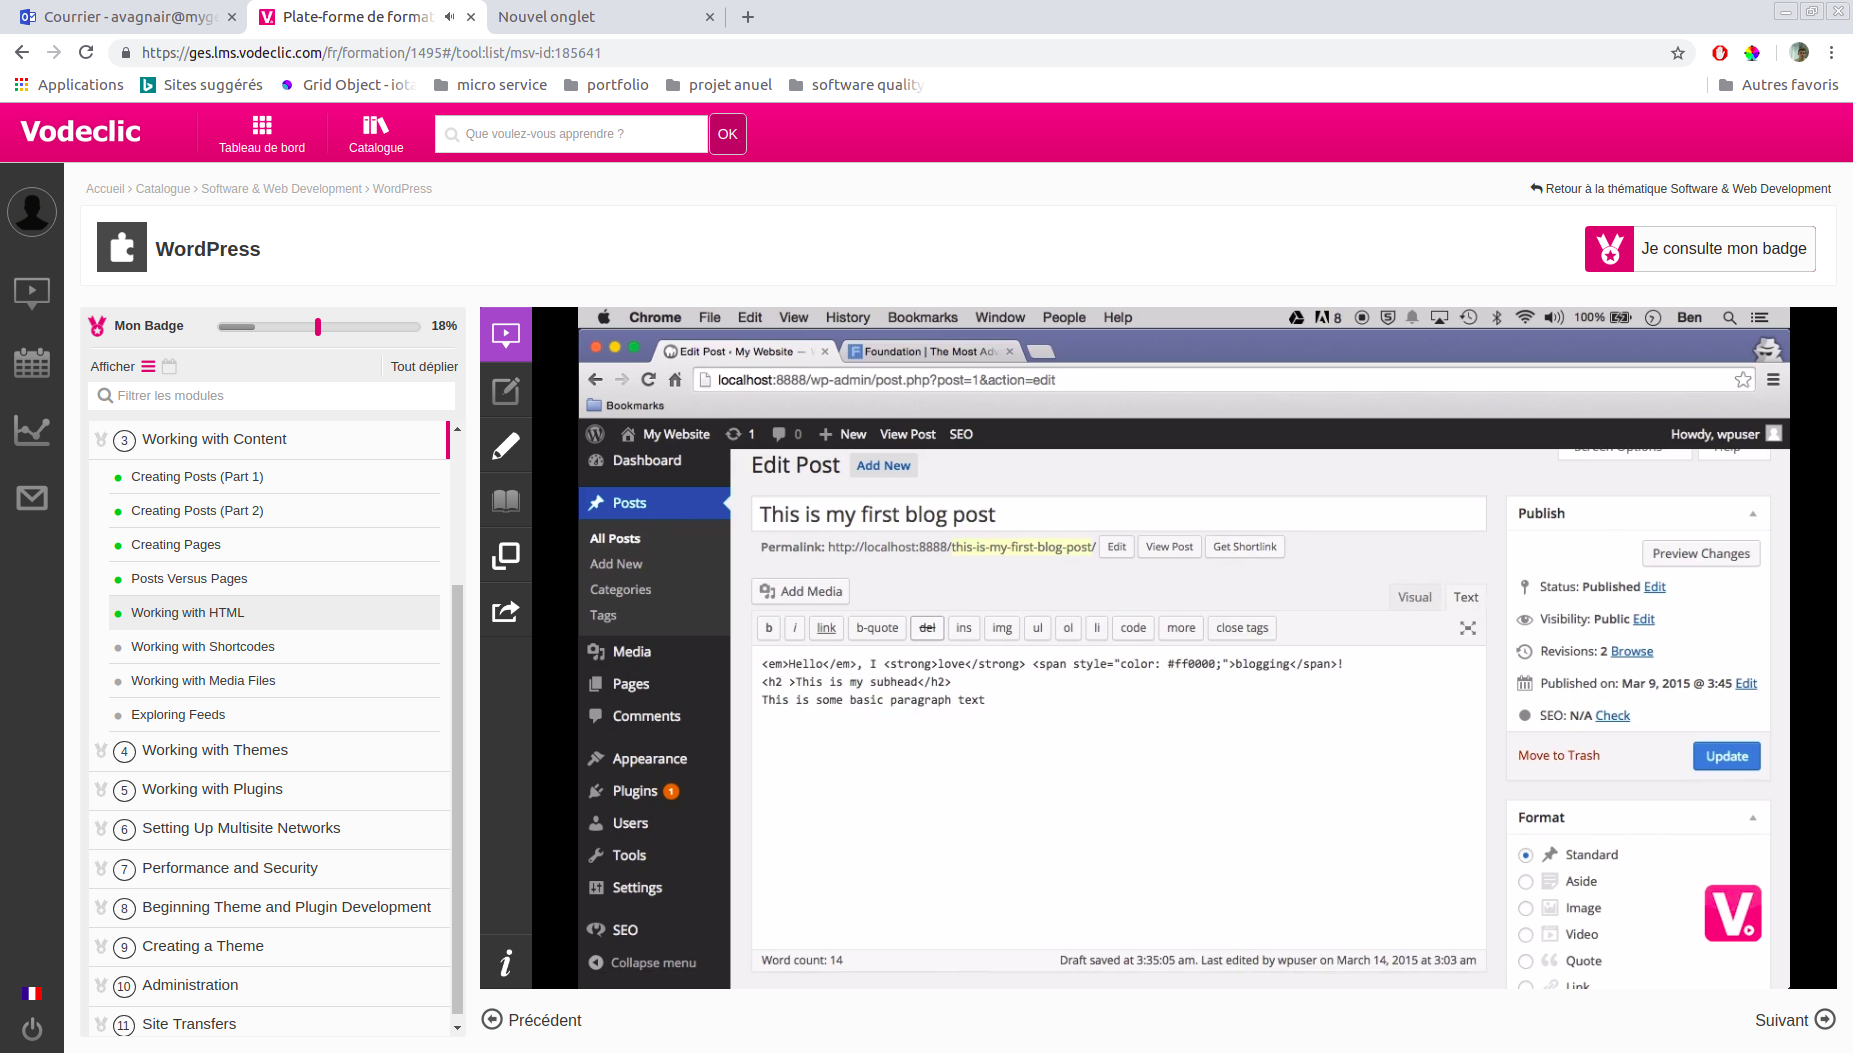 Courrier - avagnair@myge
Plate-forme de format
Nouvel onglet
https://ges.lms.vodeclic.com/fr/formation/1495#/tool:list/msv-id:185641
Applications
Sites suggérés
Grid Object - iota
micro service
portfolio
projet anuel
software quality
Autres favoris
Vodeclic
Tableau de bord
Catalogue
Que voulez-vous apprendre ?
OK
Accueil › Catalogue › Software & Web Development › WordPress
Retour à la thématique Software & Web Development
WordPress
Je consulte mon badge
Mon Badge
18%
Afficher
Tout déplier
Filtrer les modules
3 Working with Content
Creating Posts (Part 1)
Creating Posts (Part 2)
Creating Pages
Posts Versus Pages
Working with HTML
Working with Shortcodes
Working with Media Files
Exploring Feeds
4 Working with Themes
5 Working with Plugins
6 Setting Up Multisite Networks
7 Performance and Security
8 Beginning Theme and Plugin Development
9 Creating a Theme
10 Administration
11 Site Transfers
Chrome File Edit View History Bookmarks Window People Help
8
100%
Ben
Edit Post ‹ My Website —
Foundation | The Most Adv
localhost:8888/wp-admin/post.php?post=1&action=edit
Bookmarks
My Website 1 0 New View Post SEO
Howdy, wpuser
Dashboard
Posts
All Posts
Add New
Categories
Tags
Media
Pages
Comments
Appearance
Plugins 1
Users
Tools
Settings
SEO
Collapse menu
Edit Post Add New
Screen Options
Help
This is my first blog post
Permalink: http://localhost:8888/this-is-my-first-blog-post/ Edit View Post Get Shortlink
Add Media
Visual Text
b i link b-quote del ins img ul ol li code more close tags
<em>Hello</em>, I <strong>love</strong> <span style="color: #ff0000;">blogging</span>!
<h2 >This is my subhead</h2>
This is some basic paragraph text
Word count: 14
Draft saved at 3:35:05 am. Last edited by wpuser on March 14, 2015 at 3:03 am
Publish
Preview Changes
Status: Published Edit
Visibility: Public Edit
Revisions: 2 Browse
Published on: Mar 9, 2015 @ 3:45 Edit
SEO: N/A Check
Move to Trash
Update
Format
Standard
Aside
Image
Video
Quote
Link
V
i
Précédent
Suivant